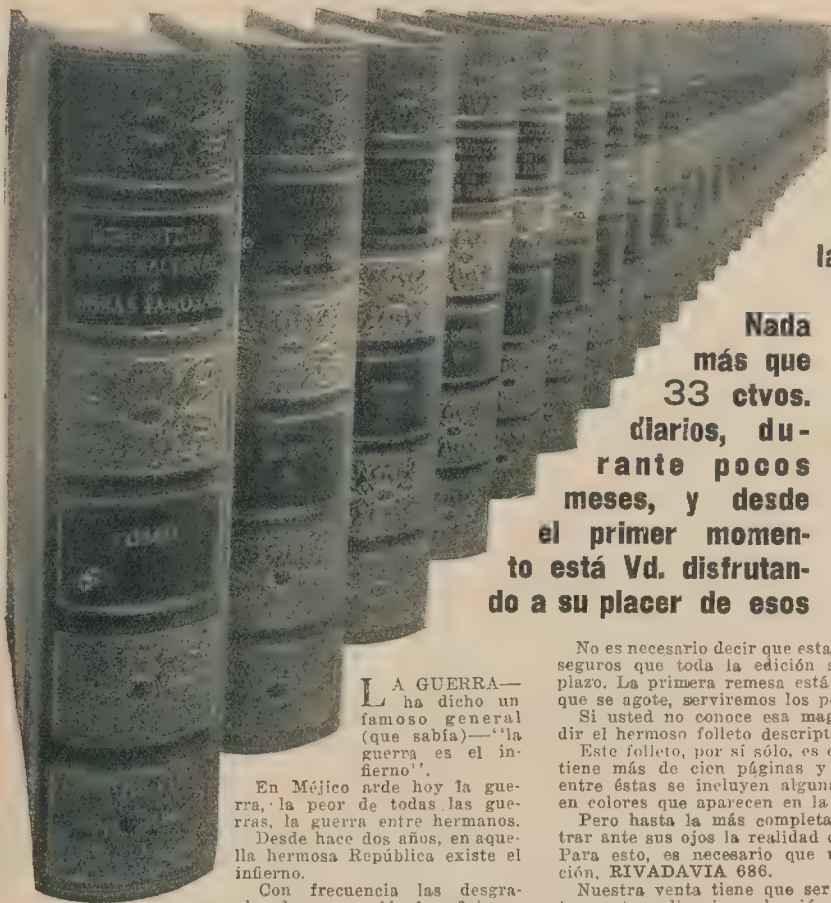 la
Nada
más que
33 ctvos.
diarios, du-
rante pocos
meses, y desde
el primer momen-
to está Vd. disfrutan-
do a su placer de esos
LA GUERRA—
ha dicho un
famoso general
(que sabía)—“la
guerra es el in-
fierno”.
En Méjico arde hoy la gue-
rra, la peor de todas las gue-
rras, la guerra entre hermanos.
Desde hace dos años, en aque-
lla hermosa República existe el
infierno.
Con frecuencia las desgra-
No es necesario decir que esta
seguros que toda la edición s
plazo. La primera remesa está
que se agote, serviremos los p
Si usted no conoce esa mag
dir el hermoso folleto descript
Este folleto, por sí sólo, es
tiene más de cien páginas y
entre éstas se incluyen alguna
en colores que aparecen en la
Pero hasta la más completa
trar ante sus ojos la realidad
Para esto, es necesario que
ción, RIVADAVIA 686.
Nuestra venta tiene que ser